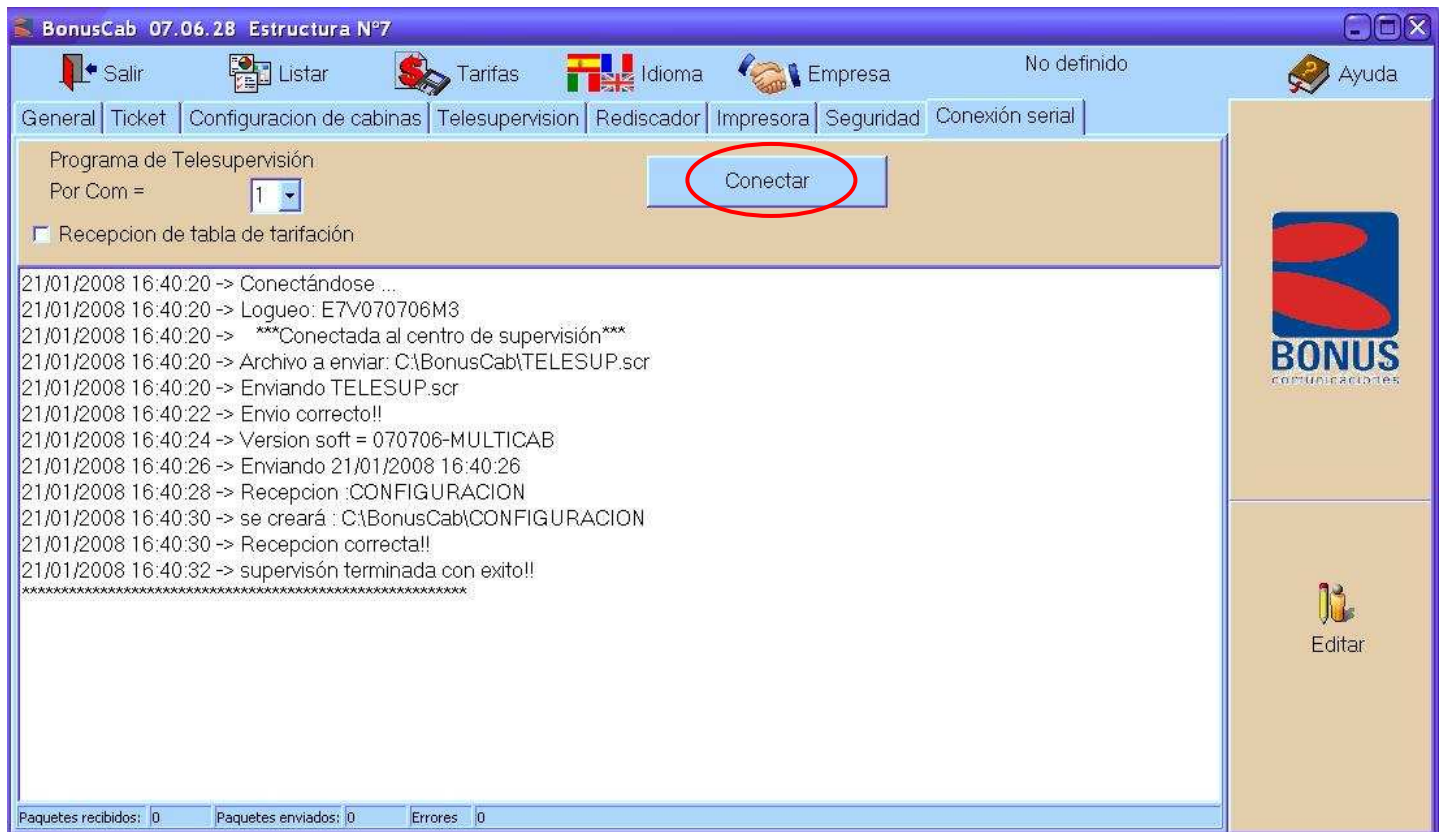 BonusCab 07.06.28 Estructura Nº7
Salir Listar Tarifas Idioma Empresa No definido Ayuda
General Ticket Configuracion de cabinas Telesupervision Rediscador Impresora Seguridad Conexión serial
Programa de Telesupervisión
Por Com = 1
Conectar
Recepcion de tabla de tarifación
21/01/2008 16:40:20 -> Conectándose ...
21/01/2008 16:40:20 -> Logueo: E7V070706M3
21/01/2008 16:40:20 -> ***Conectada al centro de supervisión***
21/01/2008 16:40:20 -> Archivo a enviar: C:\BonusCab\TELESUP.scr
21/01/2008 16:40:20 -> Enviando TELESUP.scr
21/01/2008 16:40:22 -> Envio correcto!!
21/01/2008 16:40:24 -> Version soft = 070706-MULTICAB
21/01/2008 16:40:26 -> Enviando 21/01/2008 16:40:26
21/01/2008 16:40:28 -> Recepcion :CONFIGURACION
21/01/2008 16:40:30 -> se creará : C:\BonusCab\CONFIGURACION
21/01/2008 16:40:30 -> Recepcion correcta!!
21/01/2008 16:40:32 -> supervisón terminada con exito!!
*********************************************************
BONUS
comunicaciones
Editar
Paquetes recibidos: 0 Paquetes enviados: 0 Errores 0